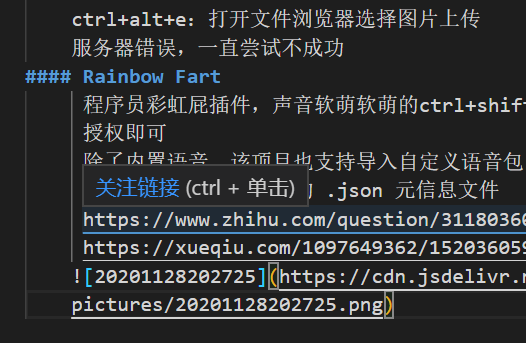 ctrl+alt+e：打开文件浏览器选择图片上传
服务器错误，一直尝试不成功
#### Rainbow Fart
程序员彩虹屁插件，声音软萌软萌的ctrl+shift
授权即可
除了内置语音，该项目也支持导入自定义语音包
关注链接 (ctrl + 单击)
.json 元信息文件
https://www.zhihu.com/question/31180360
https://xueqiu.com/1097649362/152036059
![20201128202725](https://cdn.jsdelivr.n
pictures/20201128202725.png)